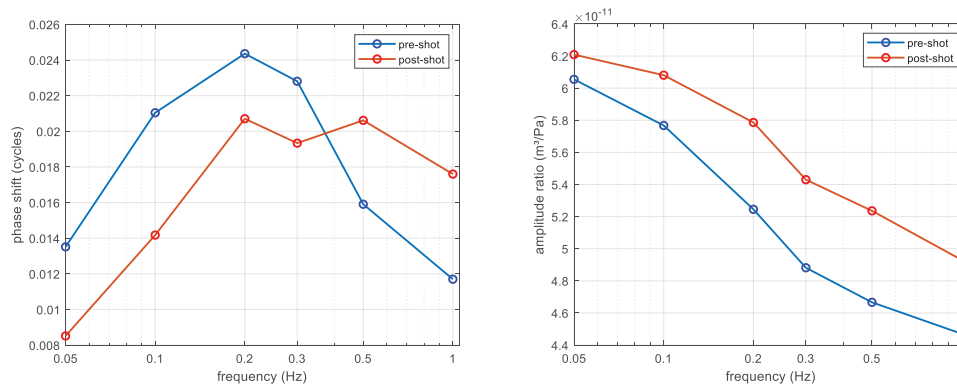 0.026
0.024
0.022
0.02
0.018
0.016
0.014
0.012
0.01
0.008
phase shift (cycles)
0.05 0.1 0.2 0.3 0.5 1
frequency (Hz)
pre-shot
post-shot
×10⁻¹¹
6.4
6.2
6
5.8
5.6
5.4
5.2
5
4.8
4.6
4.4
amplitude ratio (m³/Pa)
0.05 0.1 0.2 0.3 0.5
frequency (Hz)
pre-shot
post-shot